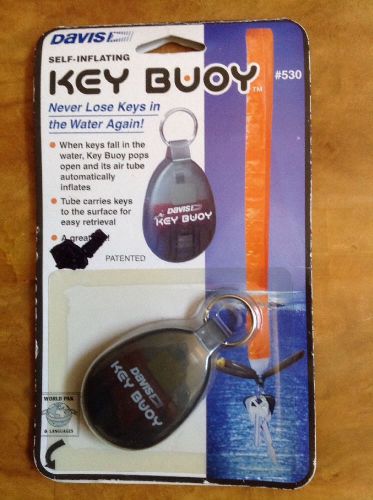 DAVIS
SELF-INFLATING
KEY BUOY™
#530
Never Lose Keys in
the Water Again!
• When keys fall in the
water, Key Buoy pops
open and its air tube
automatically
inflates
• Tube carries keys
to the surface for
easy retrieval
• A great
PATENTED
DAVIS
KEY BUOY
DAVIS
KEY BUOY
WORLD PAK
6 LANGUAGES